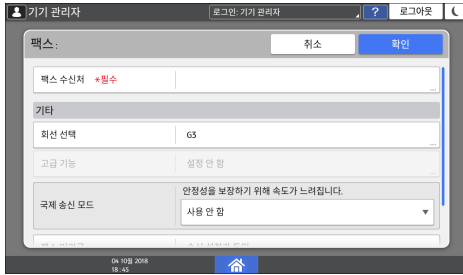 기기 관리자
로그인: 기기 관리자
?
로그아웃
팩스:
취소
확인
팩스 수신처 *필수
기타
회선 선택
G3
고급 기능
설정 안 함
국제 송신 모드
안정성을 보장하기 위해 속도가 느려집니다.
사용 안 함
04 10월 2018
18:45